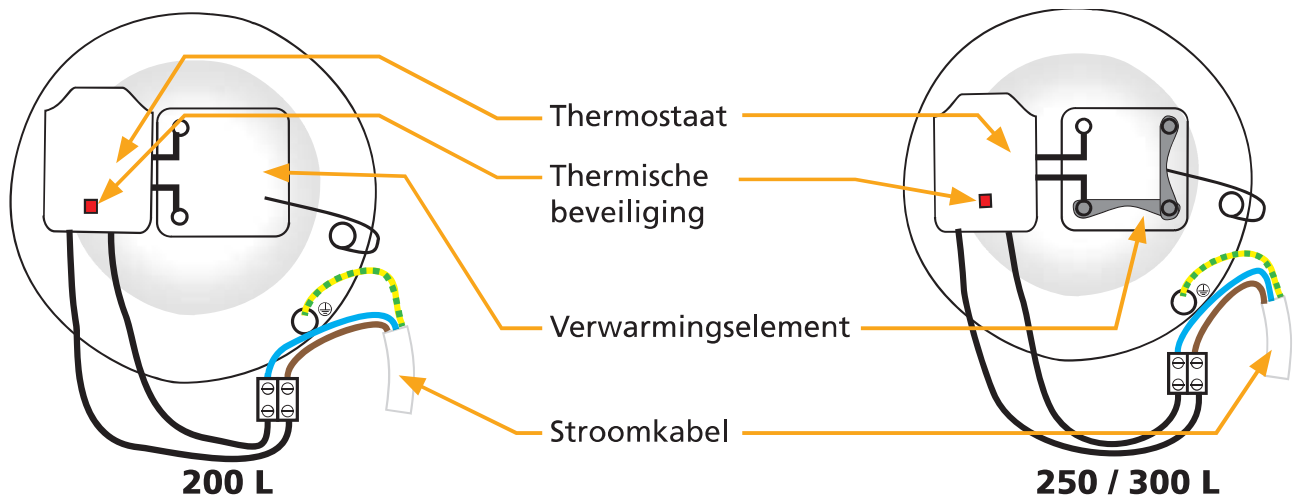 Thermostaat
Thermische
beveiliging
Verwarmingselement
Stroomkabel
200 L
250 / 300 L